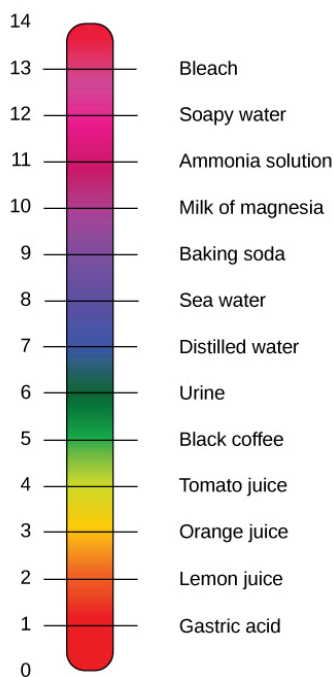 14
13 Bleach
12 Soapy water
11 Ammonia solution
10 Milk of magnesia
9 Baking soda
8 Sea water
7 Distilled water
6 Urine
5 Black coffee
4 Tomato juice
3 Orange juice
2 Lemon juice
1 Gastric acid
0